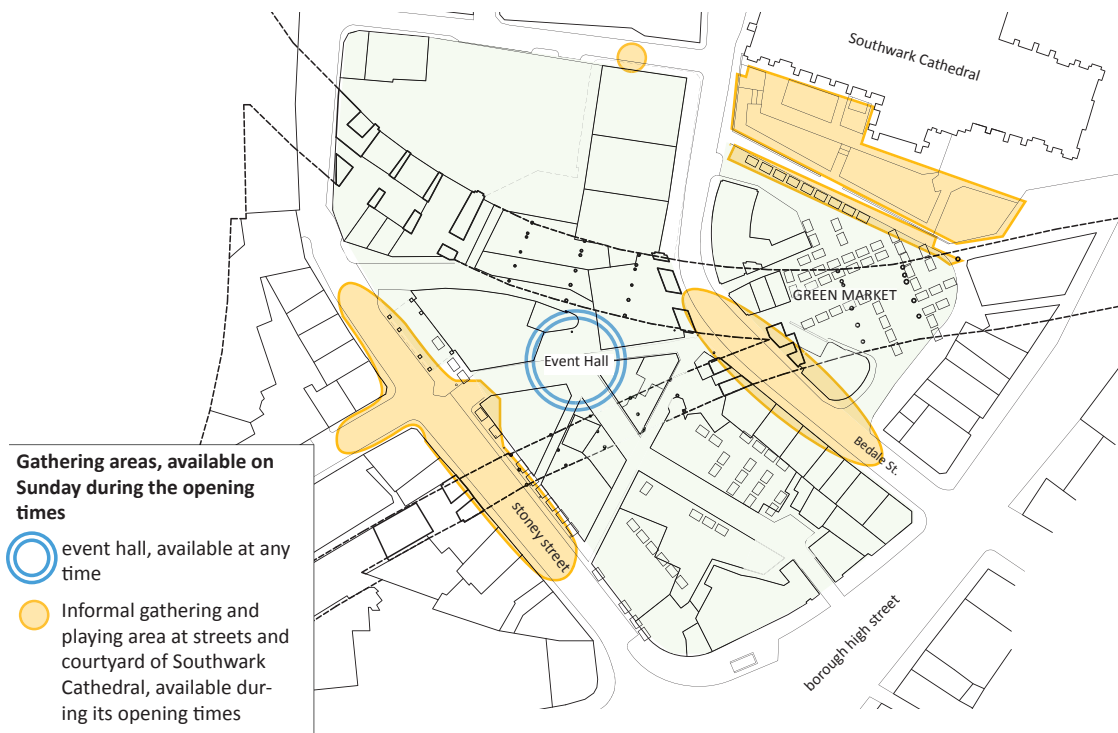 Southwark Cathedral
GREEN MARKET
Event Hall
Bedale St.
stoney street
borough high street
Gathering areas, available on
Sunday during the opening
times
event hall, available at any
time
Informal gathering and
playing area at streets and
courtyard of Southwark
Cathedral, available dur-
ing its opening times